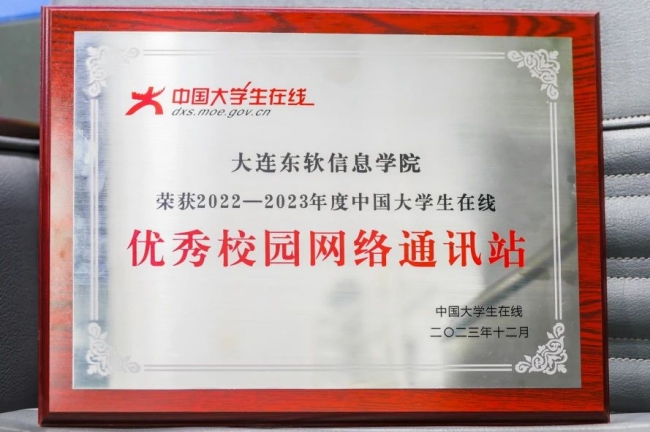 中国大学生在线
dxs.moe.gov.cn
大连东软信息学院
荣获2022—2023年度中国大学生在线
优秀校园网络通讯站
中国大学生在线
二〇二三年十二月